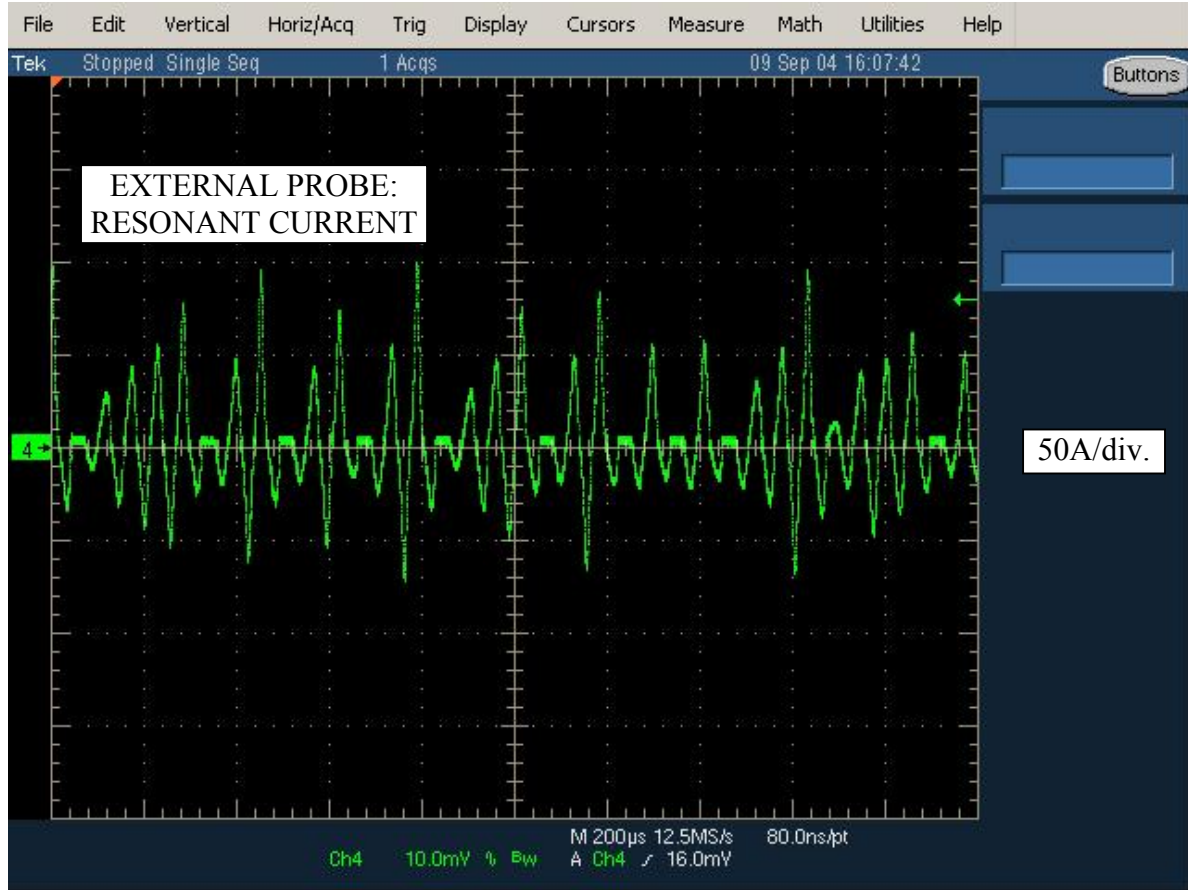 File Edit Vertical Horiz/Acq Trig Display Cursors Measure Math Utilities Help
Tek Stopped Single Seq 1 Acqs 09 Sep 04 16:07:42
Buttons
EXTERNAL PROBE:
RESONANT CURRENT
4
50A/div.
M 200µs 12.5MS/s 80.0ns/pt
Ch4 10.0mV Bw A Ch4 16.0mV